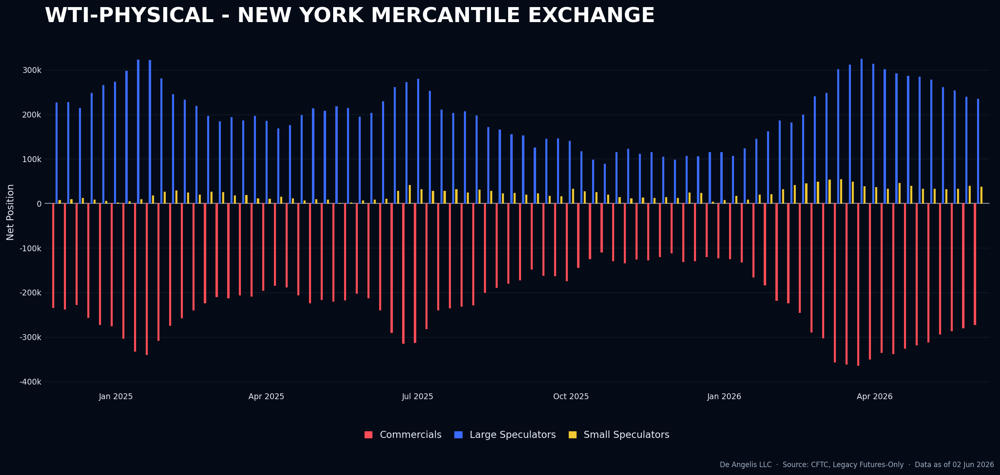 WTI-PHYSICAL - NEW YORK MERCANTILE EXCHANGE
Net Position
300k
200k
100k
0
-100k
-200k
-300k
-400k
Jan 2025 Apr 2025 Jul 2025 Oct 2025 Jan 2026 Apr 2026
Commercials Large Speculators Small Speculators
De Angelis LLC · Source: CFTC, Legacy Futures-Only · Data as of 02 Jun 2026